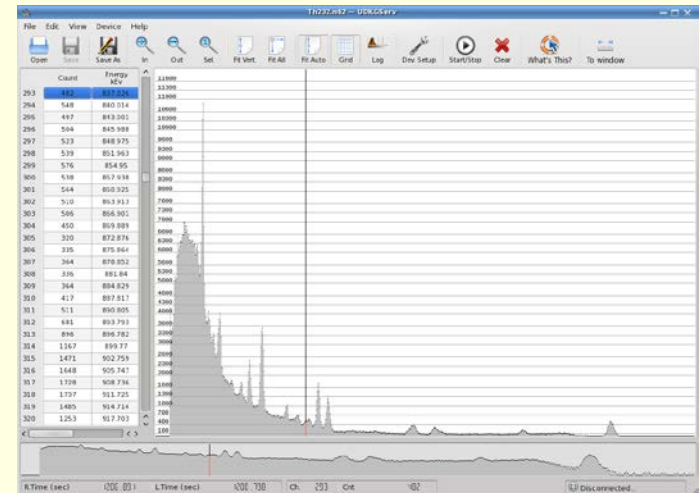 Th232.n42 — UDKGServ
File Edit View Device Help
Open Save Save As In Out Sel. Fit Vert. Fit All Fit Auto Grid Log Dev. Setup Start/Stop Clear What's This? To window
Count Energy kEv
293 482 837.026
294 548 840.014
295 497 843.001
296 504 845.988
297 523 848.975
298 539 851.963
299 576 854.95
300 538 857.938
301 564 860.925
302 510 863.913
303 506 866.901
304 450 869.889
305 320 872.876
306 335 875.864
307 364 878.852
308 336 881.84
309 364 884.829
310 417 887.817
311 511 890.805
312 681 893.793
313 896 896.782
314 1167 899.77
315 1471 902.759
316 1648 905.747
317 1728 908.736
318 1737 911.725
319 1485 914.714
320 1253 917.703
R.Time (sec) L.Time (sec) Ch. 293 Cnt 482 Disconnected...